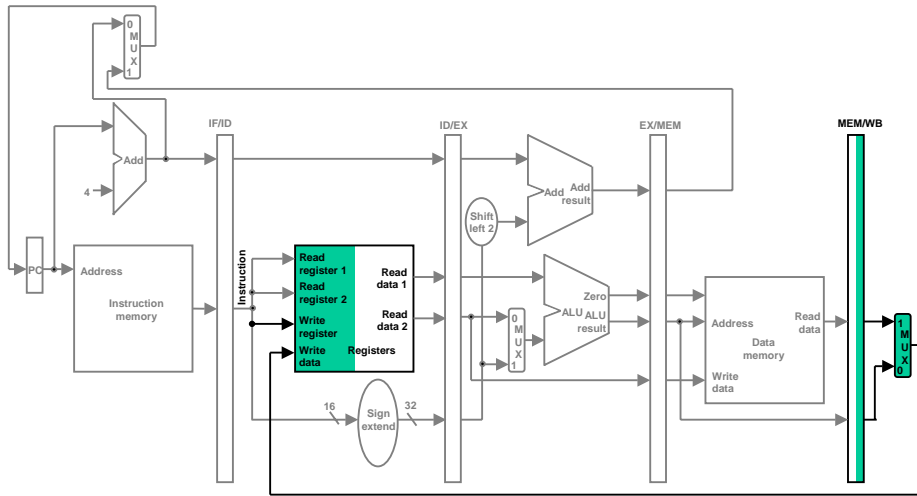 0
M
U
X
1
IF/ID
ID/EX
EX/MEM
MEM/WB
Add
4
Add
Add
result
Shift
left 2
PC
Address
Instruction
memory
Instruction
Read
register 1
Read
register 2
Write
register
Write
data
Registers
Read
data 1
Read
data 2
0
M
U
X
1
Zero
ALU
ALU
result
Address
Write
data
Data
memory
Read
data
1
M
U
X
0
16
Sign
extend
32